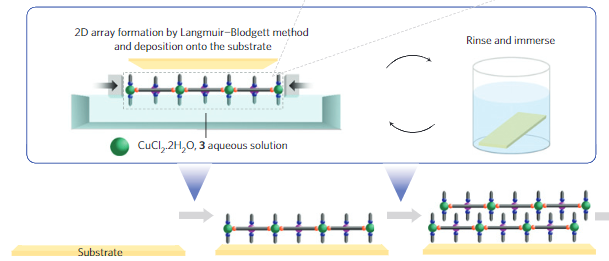 2D array formation by Langmuir–Blodgett method
and deposition onto the substrate
Rinse and immerse
CuCl₂.2H₂O, 3 aqueous solution
Substrate